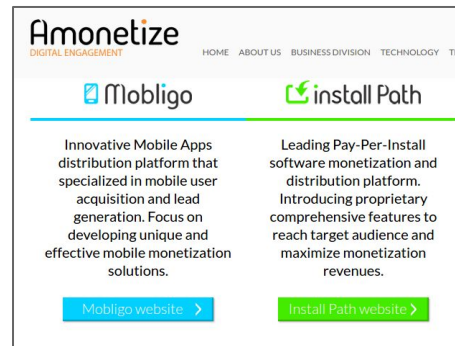 Amonetize
DIGITAL ENGAGEMENT
HOME ABOUT US BUSINESS DIVISION TECHNOLOGY
Mobligo
Innovative Mobile Apps
distribution platform that
specialized in mobile user
acquisition and lead
generation. Focus on
developing unique and
effective mobile monetization
solutions.
Mobligo website
install Path
Leading Pay-Per-Install
software monetization and
distribution platform.
Introducing proprietary
comprehensive features to
reach target audience and
maximize monetization
revenues.
Install Path website